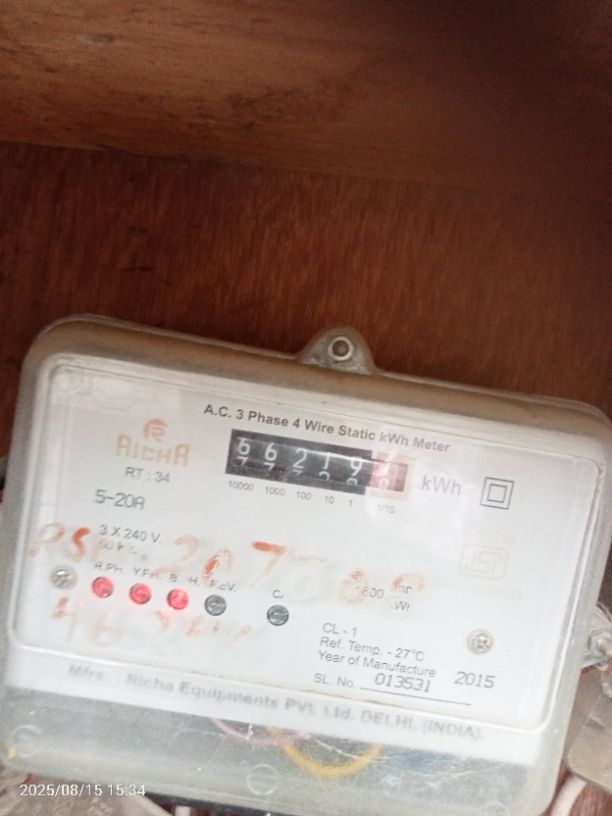 A.C. 3 Phase 4 Wire Static kWh Meter
RICHA
RT : 34
66219
kWh
10000 1000 100 10 1 1/10
5-20A
3 X 240 V.
R.PH. Y.PH. B.PH. REV.
CL - 1
Ref. Temp. - 27°C
Year of Manufacture 2015
SL. No. 013531
Mfrs. : Richa Equipments Pvt. Ltd. DELHI. (INDIA)
2025/08/15 15:34